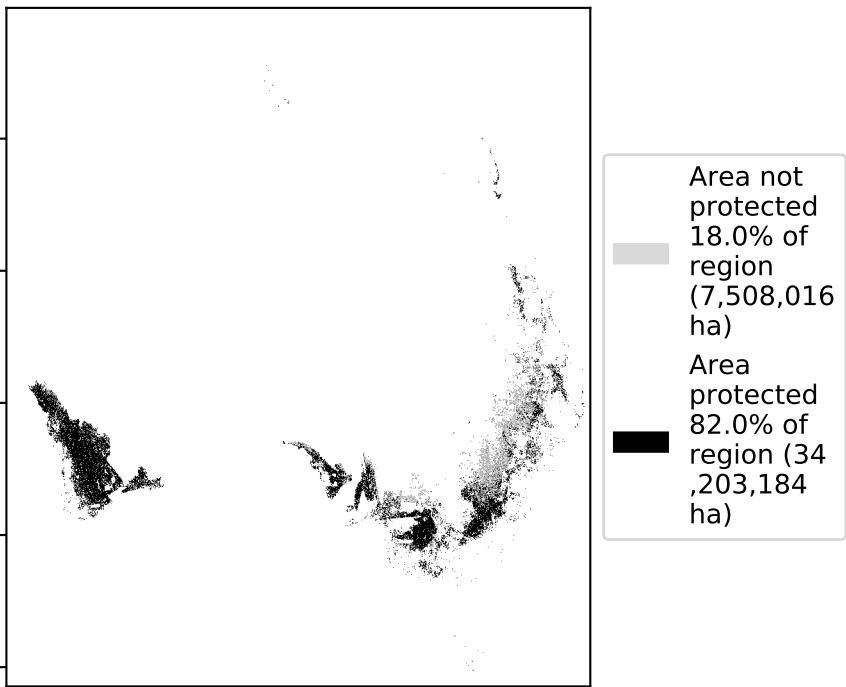 Area not
protected
18.0% of
region
(7,508,016
ha)
Area
protected
82.0% of
region (34
,203,184
ha)